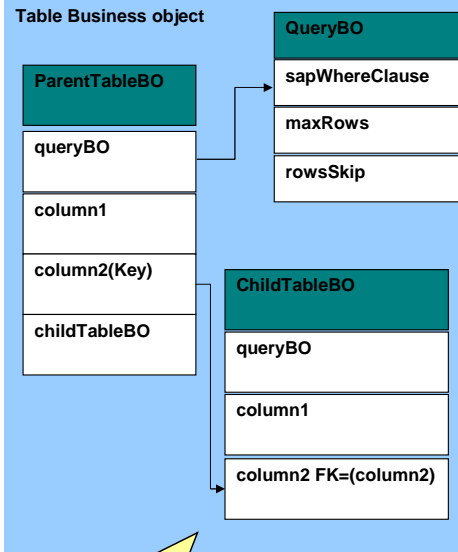 Table Business object
QueryBO
sapWhereClause
maxRows
rowsSkip
ParentTableBO
queryBO
column1
column2(Key)
childTableBO
ChildTableBO
queryBO
column1
column2 FK=(column2)